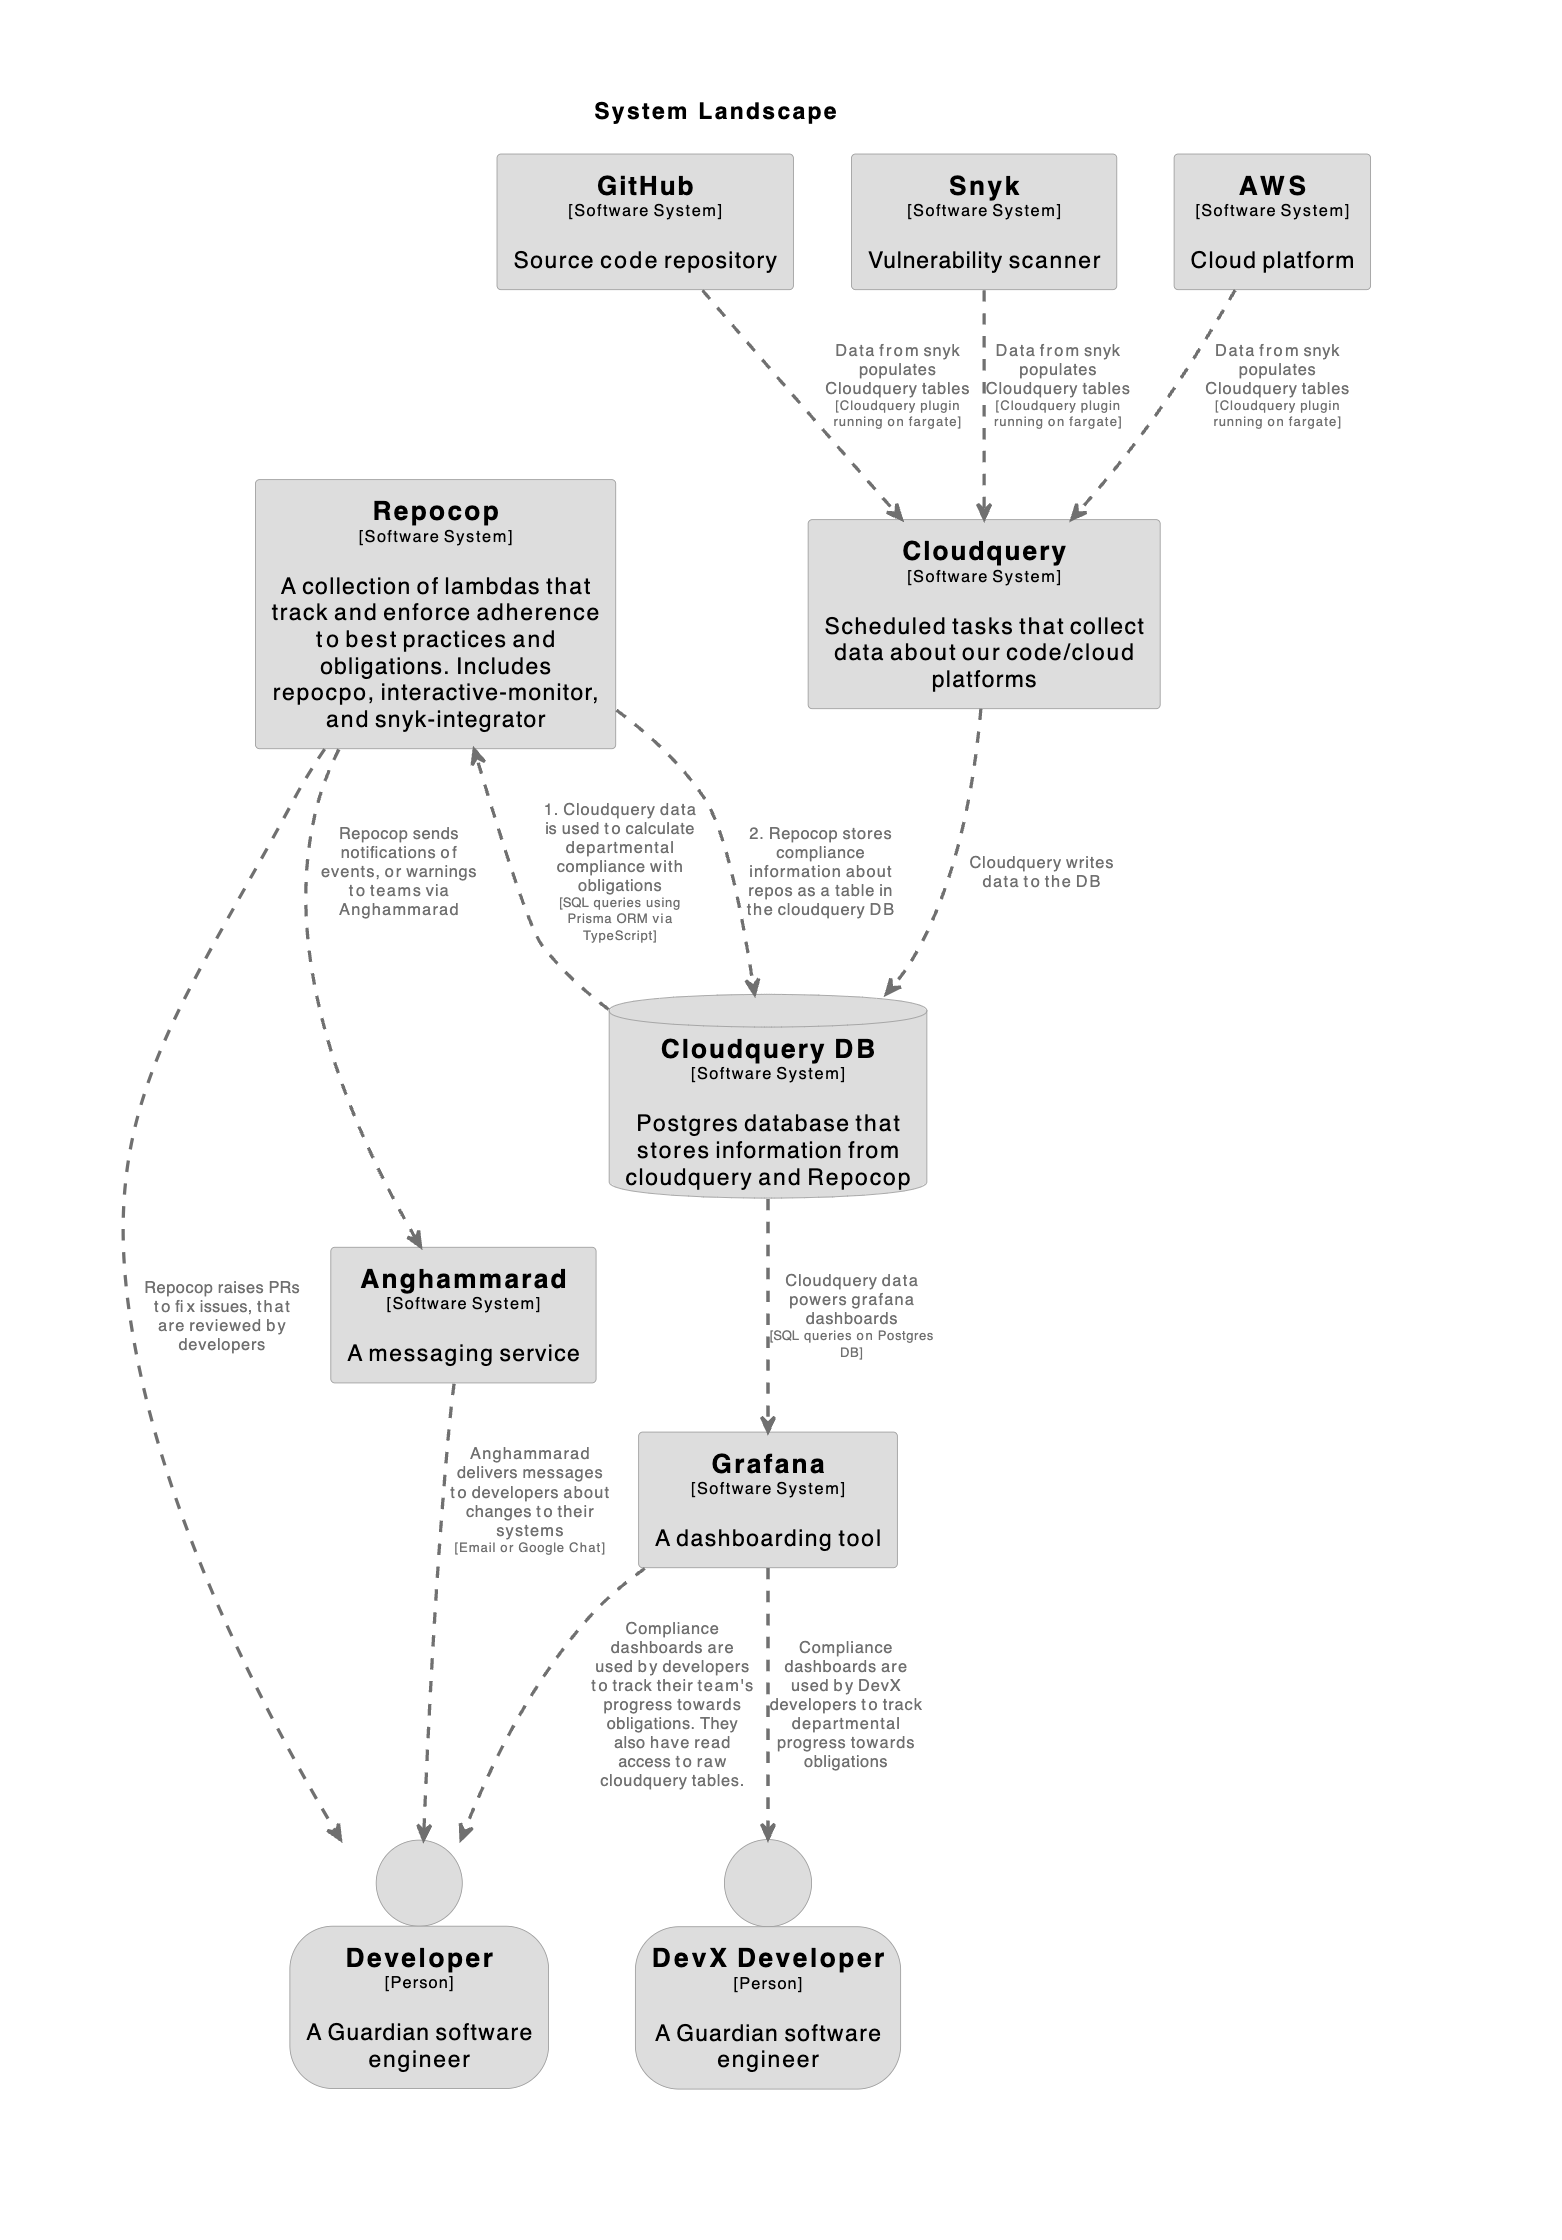 System Landscape
GitHub
[Software System]
Source code repository
Snyk
[Software System]
Vulnerability scanner
AWS
[Software System]
Cloud platform
Data from snyk
populates
Cloudquery tables
[Cloudquery plugin
running on fargate]
Data from snyk
populates
Cloudquery tables
[Cloudquery plugin
running on fargate]
Data from snyk
populates
Cloudquery tables
[Cloudquery plugin
running on fargate]
Repocop
[Software System]
A collection of lambdas that
track and enforce adherence
to best practices and
obligations. Includes
repocpo, interactive-monitor,
and snyk-integrator
Cloudquery
[Software System]
Scheduled tasks that collect
data about our code/cloud
platforms
Repocop sends
notifications of
events, or warnings
to teams via
Anghammarad
1. Cloudquery data
is used to calculate
departmental
compliance with
obligations
[SQL queries using
Prisma ORM via
TypeScript]
2. Repocop stores
compliance
information about
repos as a table in
the cloudquery DB
Cloudquery writes
data to the DB
Cloudquery DB
[Software System]
Postgres database that
stores information from
cloudquery and Repocop
Repocop raises PRs
to fix issues, that
are reviewed by
developers
Anghammarad
[Software System]
A messaging service
Cloudquery data
powers grafana
dashboards
[SQL queries on Postgres
DB]
Anghammarad
delivers messages
to developers about
changes to their
systems
[Email or Google Chat]
Grafana
[Software System]
A dashboarding tool
Compliance
dashboards are
used by developers
to track their team's
progress towards
obligations. They
also have read
access to raw
cloudquery tables.
Compliance
dashboards are
used by DevX
developers to track
departmental
progress towards
obligations
Developer
[Person]
A Guardian software
engineer
DevX Developer
[Person]
A Guardian software
engineer